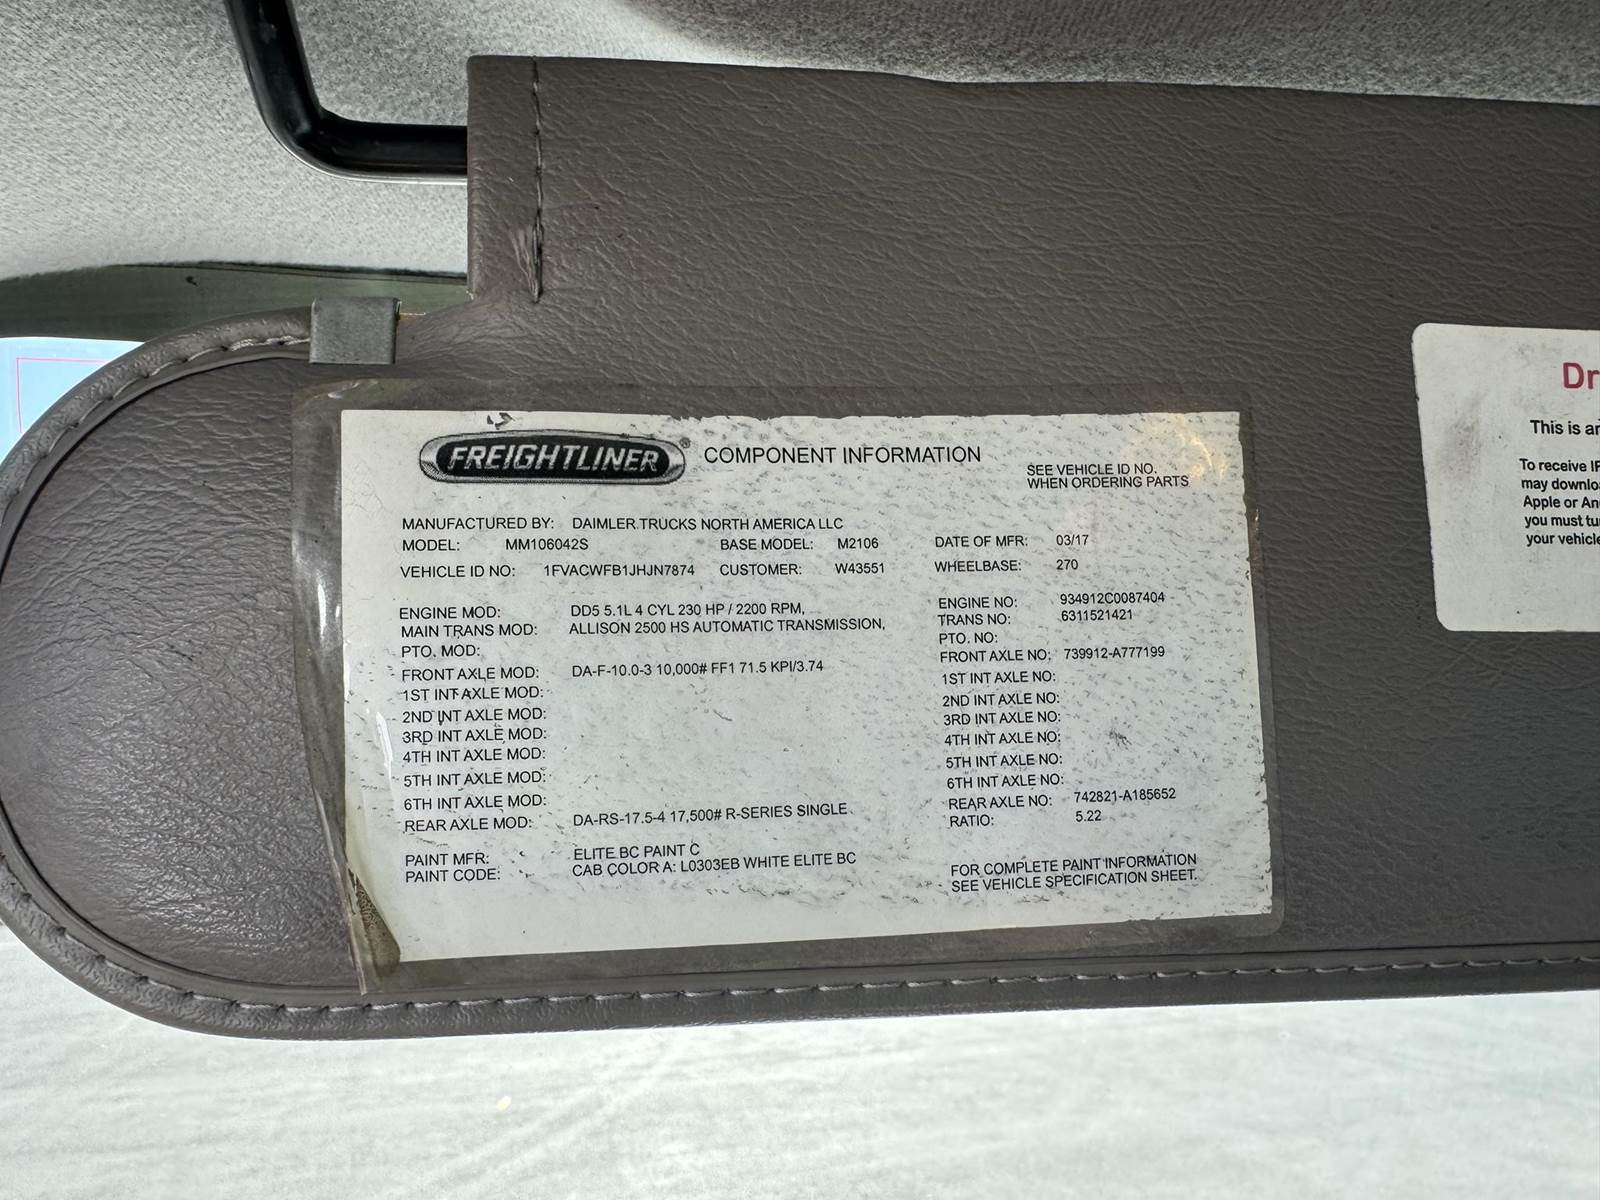 FREIGHTLINER® COMPONENT INFORMATION
SEE VEHICLE ID NO.
WHEN ORDERING PARTS
MANUFACTURED BY: DAIMLER TRUCKS NORTH AMERICA LLC
MODEL: MM106042S BASE MODEL: M2106 DATE OF MFR: 03/17
VEHICLE ID NO: 1FVACWFB1JHJN7874 CUSTOMER: W43551 WHEELBASE: 270
ENGINE MOD: DD5 5.1L 4 CYL 230 HP / 2200 RPM, ENGINE NO: 934912C0087404
MAIN TRANS MOD: ALLISON 2500 HS AUTOMATIC TRANSMISSION, TRANS NO: 6311521421
PTO. MOD: PTO. NO:
FRONT AXLE MOD: DA-F-10.0-3 10,000# FF1 71.5 KPI/3.74 FRONT AXLE NO: 739912-A777199
1ST INT AXLE MOD: 1ST INT AXLE NO:
2ND INT AXLE MOD: 2ND INT AXLE NO:
3RD INT AXLE MOD: 3RD INT AXLE NO:
4TH INT AXLE MOD: 4TH INT AXLE NO:
5TH INT AXLE MOD: 5TH INT AXLE NO:
6TH INT AXLE MOD: 6TH INT AXLE NO:
REAR AXLE MOD: DA-RS-17.5-4 17,500# R-SERIES SINGLE REAR AXLE NO: 742821-A185652
RATIO: 5.22
PAINT MFR: ELITE BC PAINT C
PAINT CODE: CAB COLOR A: L0303EB WHITE ELITE BC
FOR COMPLETE PAINT INFORMATION
SEE VEHICLE SPECIFICATION SHEET.
Dr
This is
To receive
may
Apple or
you must
your